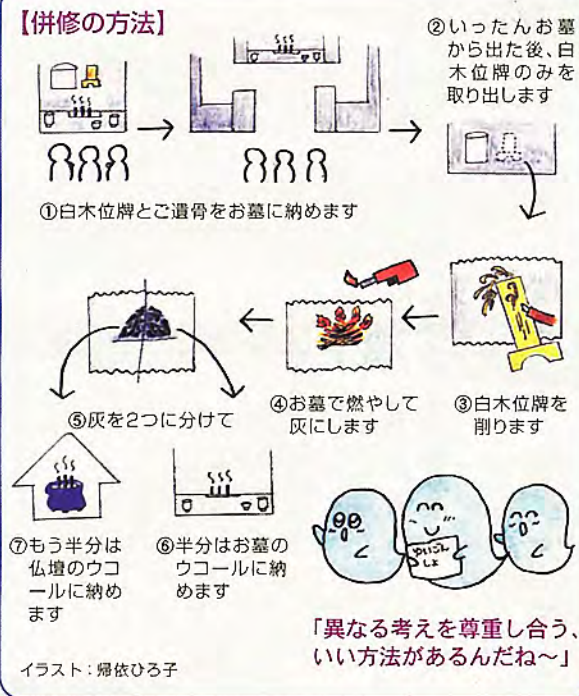 【併修の方法】
①白木位牌とご遺骨をお墓に納めます
②いったんお墓
から出た後、白
木位牌のみを
取り出します
③白木位牌を
削ります
④お墓で燃やして
灰にします
⑤灰を2つに分けて
⑥半分はお墓の
ウコールに納
めます
⑦もう半分は
仏壇のウコ
ールに納め
ます
ゆいごん
しょ
「異なる考えを尊重し合う、
いい方法があるんだね〜」
イラスト:帰依ひろ子